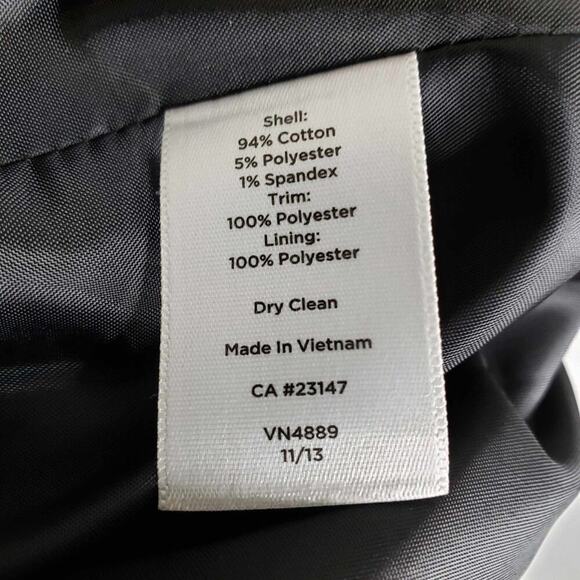 Shell:
94% Cotton
5% Polyester
1% Spandex
Trim:
100% Polyester
Lining:
100% Polyester
Dry Clean
Made In Vietnam
CA #23147
VN4889
11/13